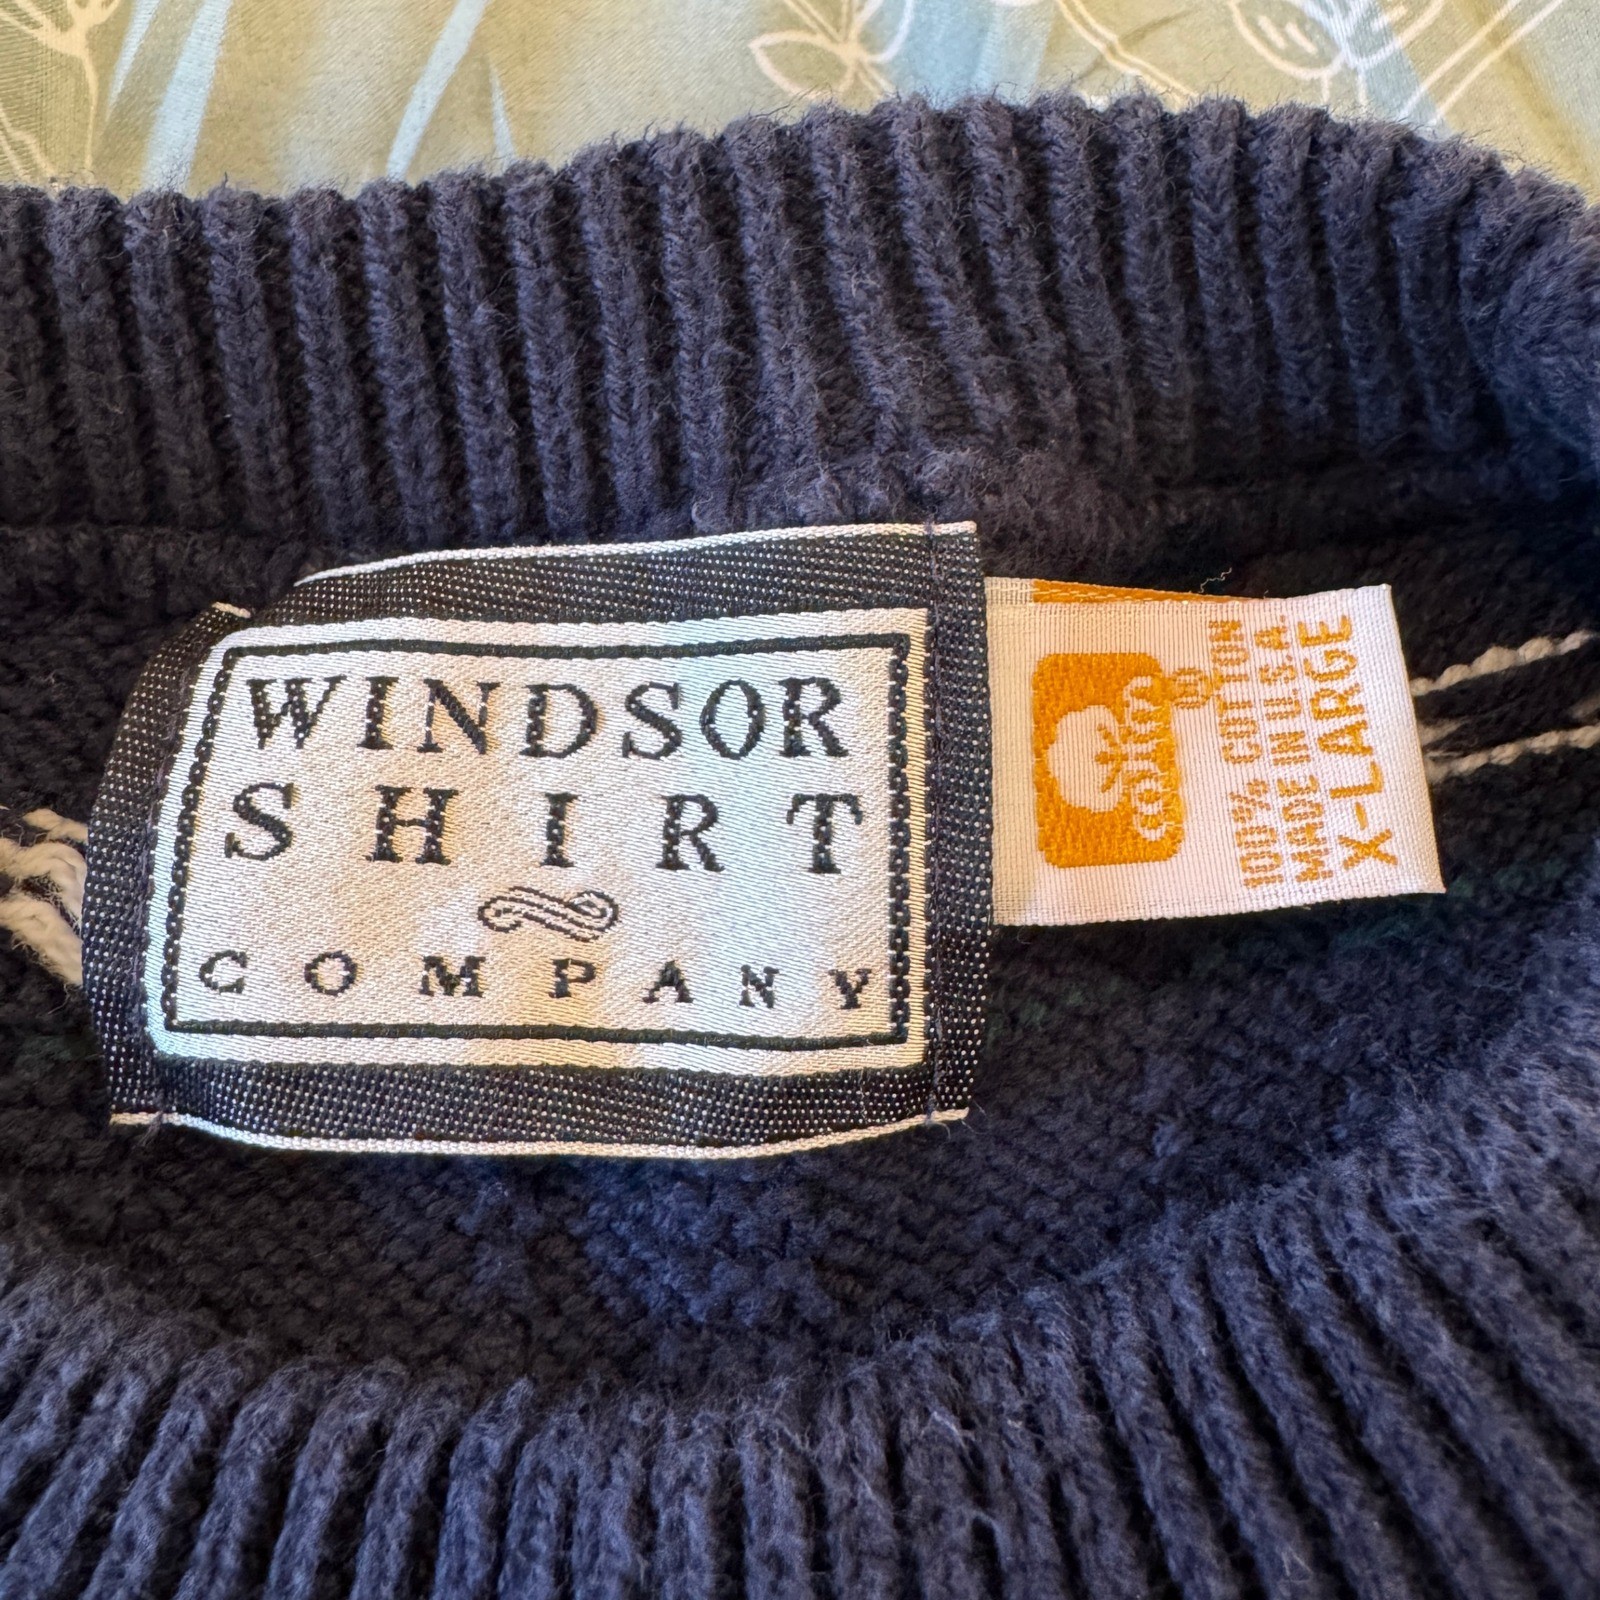 WINDSOR
SHIRT
COMPANY
cotton
100% COTTON
MADE IN U.S.A.
X-LARGE